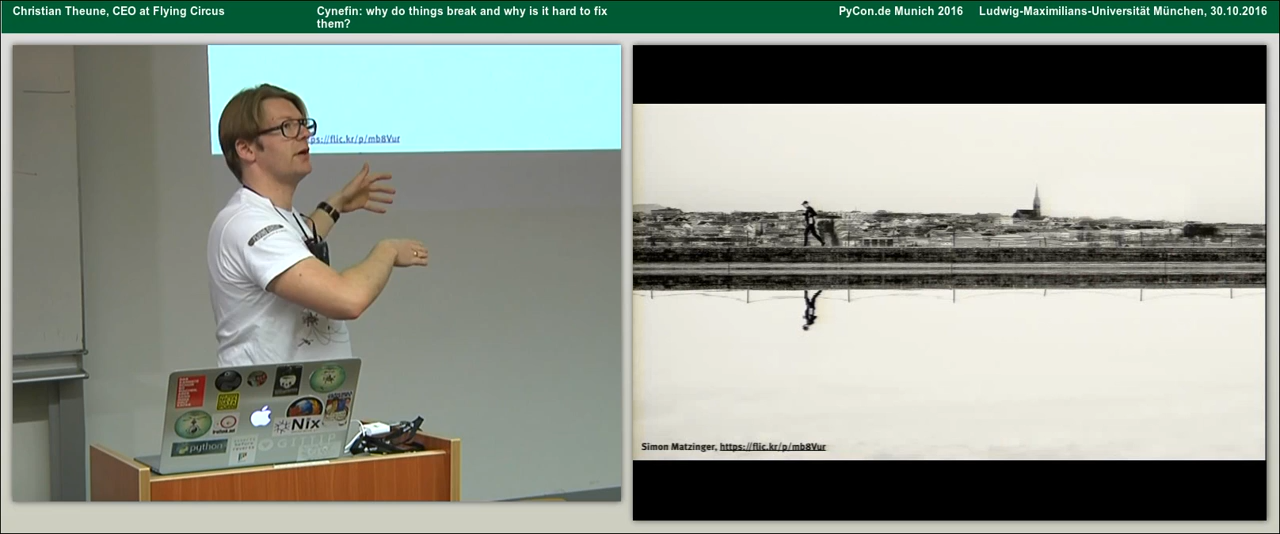 Christian Theune, CEO at Flying Circus
Cynefin: why do things break and why is it hard to fix
them?
PyCon.de Munich 2016
Ludwig-Maximilians-Universität München, 30.10.2016
ps://flic.kr/p/mb8Vur
Nix
python
GITTIP
Simon Matzinger, https://flic.kr/p/mb8Vur